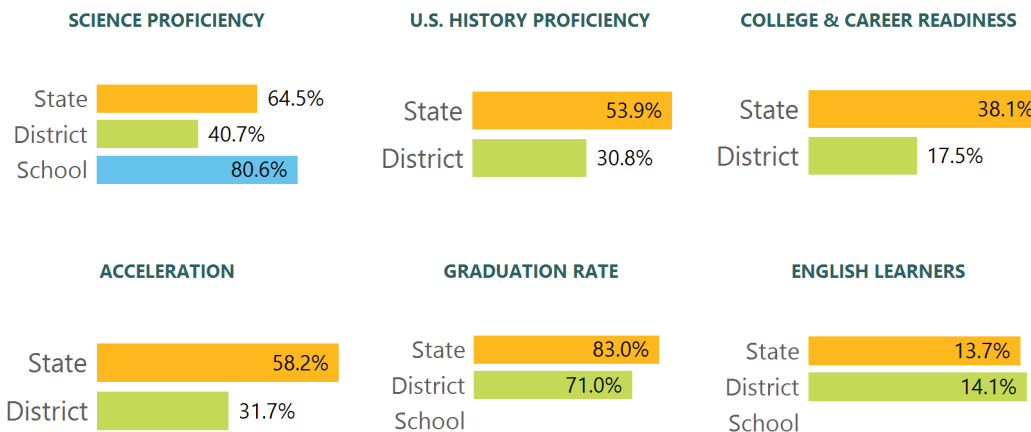 SCIENCE PROFICIENCY
State 64.5%
District 40.7%
School 80.6%
U.S. HISTORY PROFICIENCY
State 53.9%
District 30.8%
COLLEGE & CAREER READINESS
State 38.1%
District 17.5%
ACCELERATION
State 58.2%
District 31.7%
GRADUATION RATE
State 83.0%
District 71.0%
School
ENGLISH LEARNERS
State 13.7%
District 14.1%
School